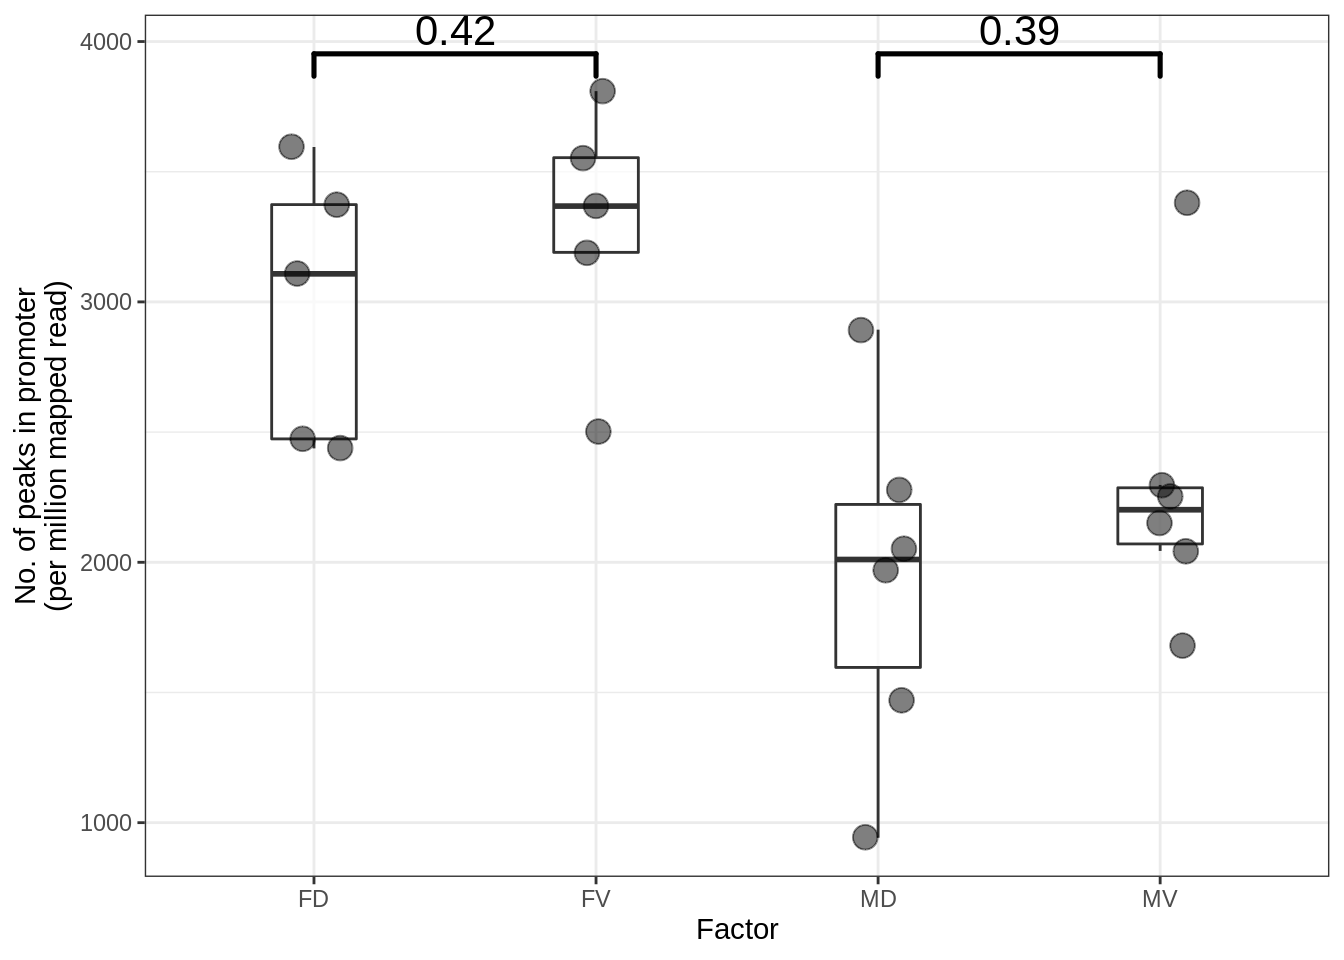 0.42
0.39
4000
3000
2000
1000
No. of peaks in promoter
(per million mapped read)
FD
FV
MD
MV
Factor